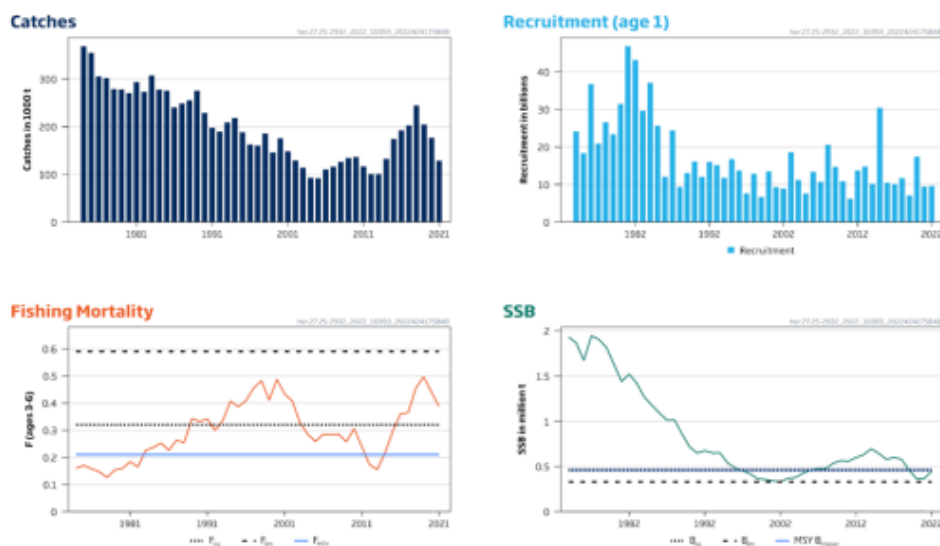 Catches
Recruitment (age 1)
Catches in 1000 t
300
200
100
0
1981
1991
2001
2011
2021
Recruitment in billions
40
30
20
10
0
1982
1992
2002
2012
2022
Recruitment
Fishing Mortality
SSB
F (ages 3-6)
0.6
0.5
0.4
0.3
0.2
0.1
0
1981
1991
2001
2011
2021
F
F
F MSY
SSB in million t
2
1.5
1
0.5
0
1982
1992
2002
2012
2022
B
B
MSY B